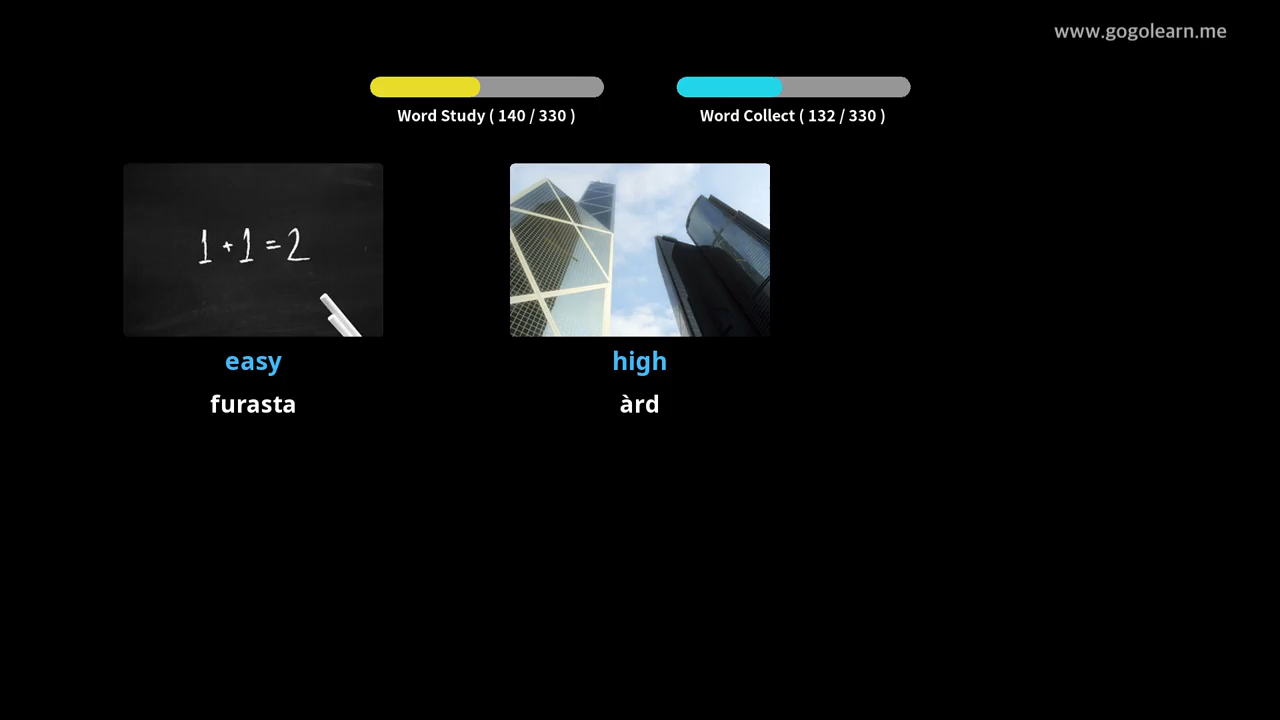 www.gogolearn.me
Word Study ( 140 / 330 )
Word Collect ( 132 / 330 )
1 + 1 = 2
easy
furasta
high
àrd